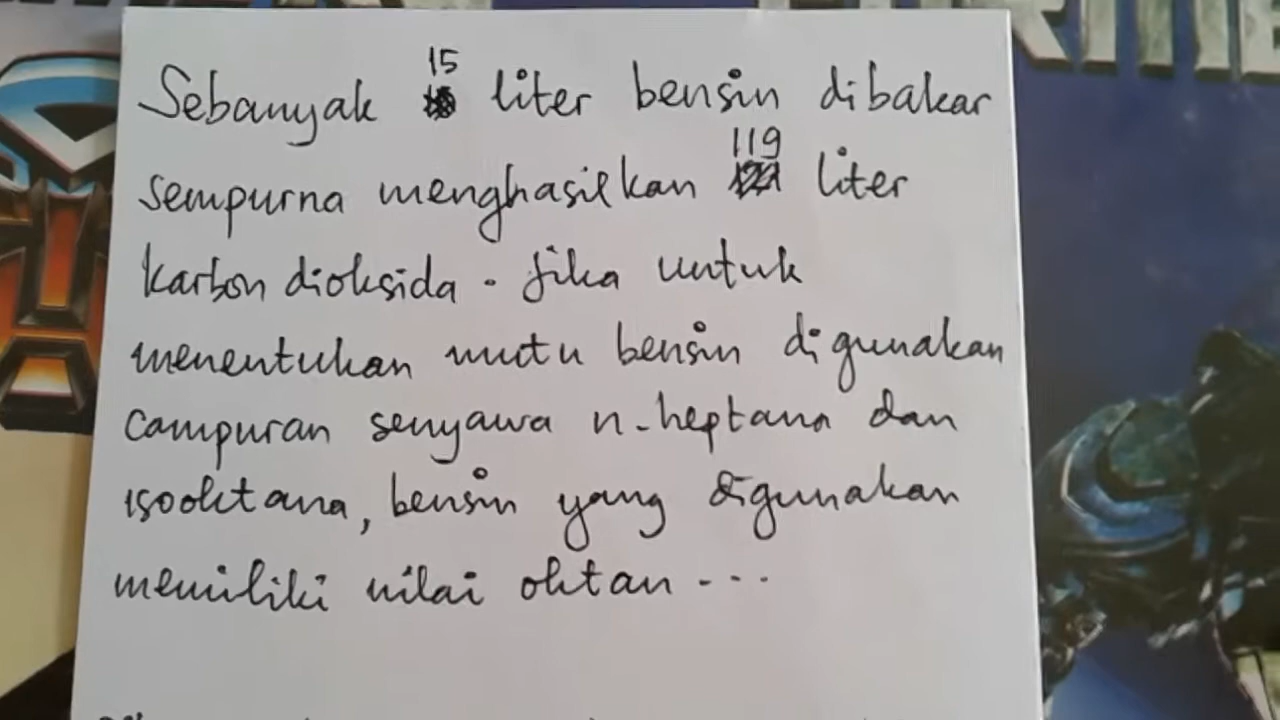 Sebanyak 15 liter bensin dibakar
sempurna menghasilkan 119 liter
karbon dioksida. Jika untuk
menentukan mutu bensin digunakan
campuran senyawa n-heptana dan
isooktana, bensin yang digunakan
memiliki nilai oktan ...